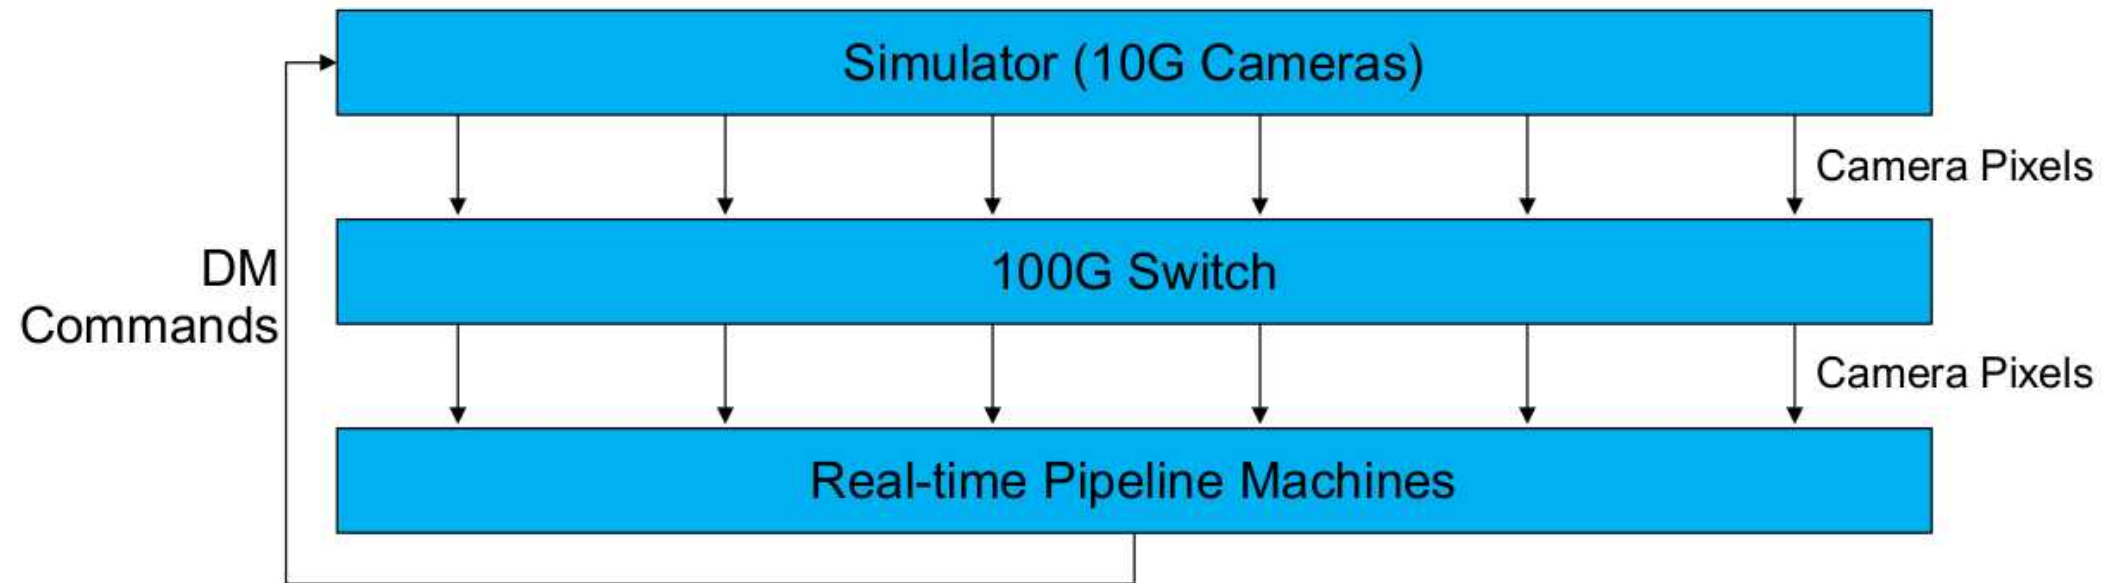 Simulator (10G Cameras)
Camera Pixels
100G Switch
DM
Commands
Camera Pixels
Real-time Pipeline Machines